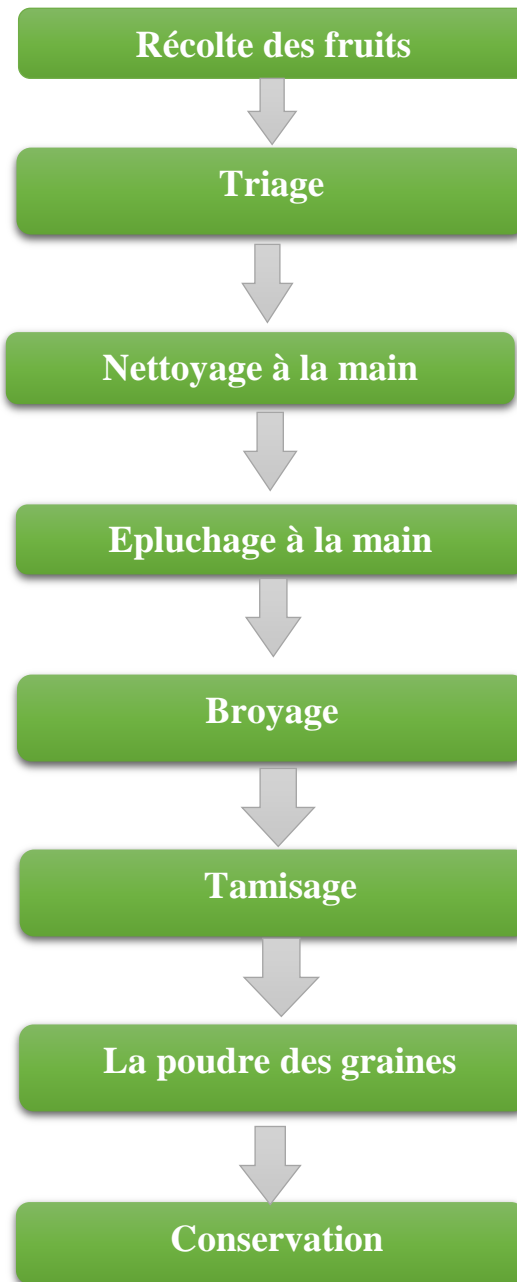 Récolte des fruits
Triage
Nettoyage à la main
Epluchage à la main
Broyage
Tamisage
La poudre des graines
Conservation